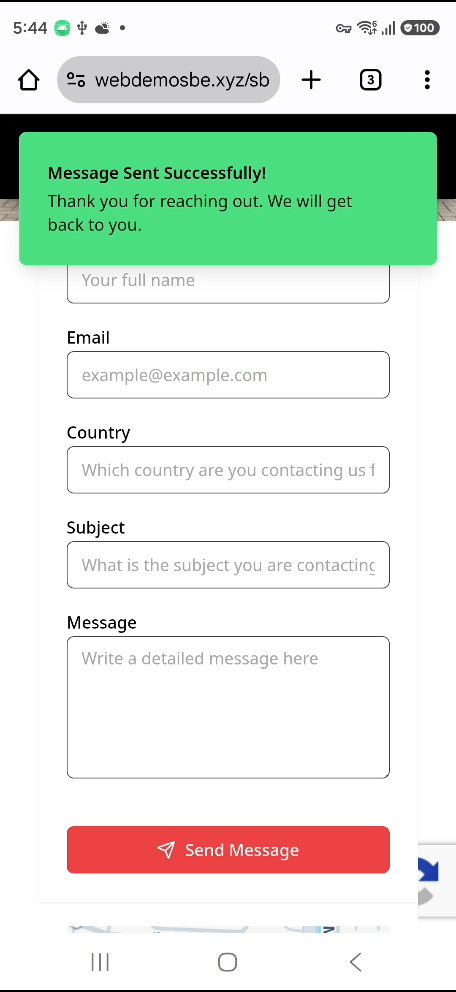 5:44
6
100
webdemosbe.xyz/sb
3
Message Sent Successfully!
Thank you for reaching out. We will get
back to you.
Your full name
Email
example@example.com
Country
Which country are you contacting us f
Subject
What is the subject you are contacting
Message
Write a detailed message here
Send Message